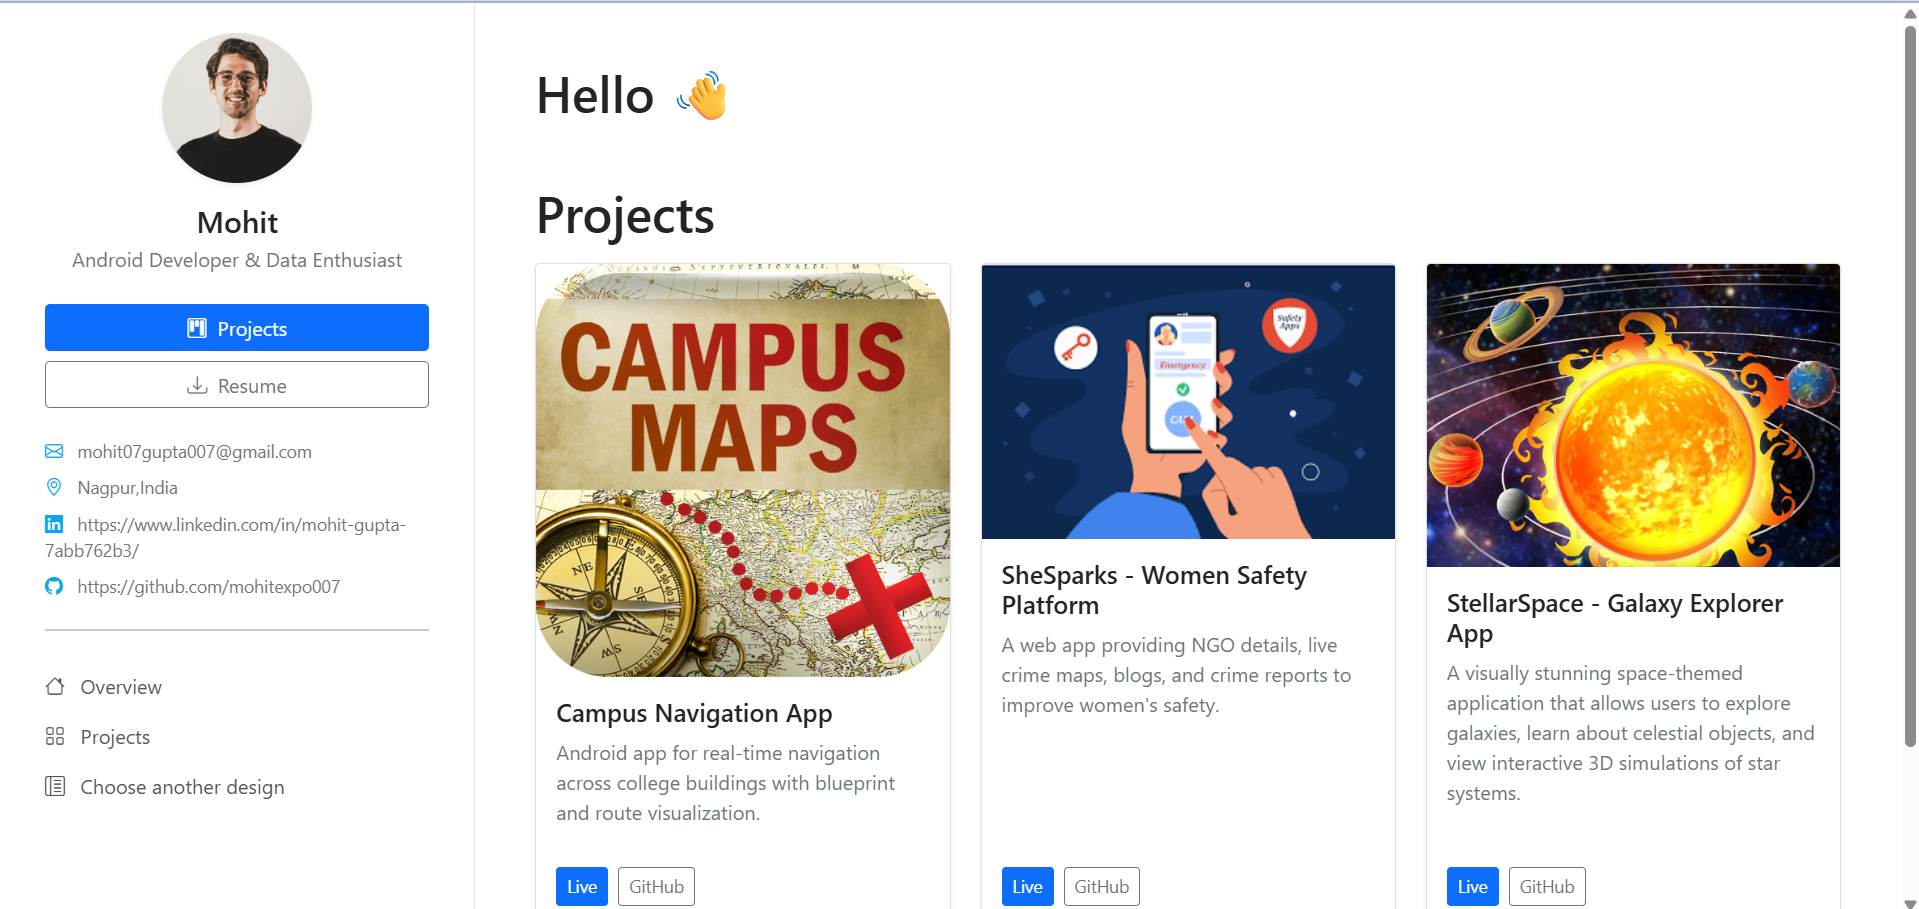 Mohit
Android Developer & Data Enthusiast
Projects
Resume
mohit07gupta007@gmail.com
Nagpur,India
https://www.linkedin.com/in/mohit-gupta-
7abb762b3/
https://github.com/mohitexpo007
Overview
Projects
Choose another design
Hello
Projects
CAMPUS
MAPS
NE
SE
SW
Campus Navigation App
Android app for real-time navigation
across college buildings with blueprint
and route visualization.
Live
GitHub
Safety
Apps
Emergency
CALL
SheSparks - Women Safety
Platform
A web app providing NGO details, live
crime maps, blogs, and crime reports to
improve women's safety.
Live
GitHub
StellarSpace - Galaxy Explorer
App
A visually stunning space-themed
application that allows users to explore
galaxies, learn about celestial objects, and
view interactive 3D simulations of star
systems.
Live
GitHub